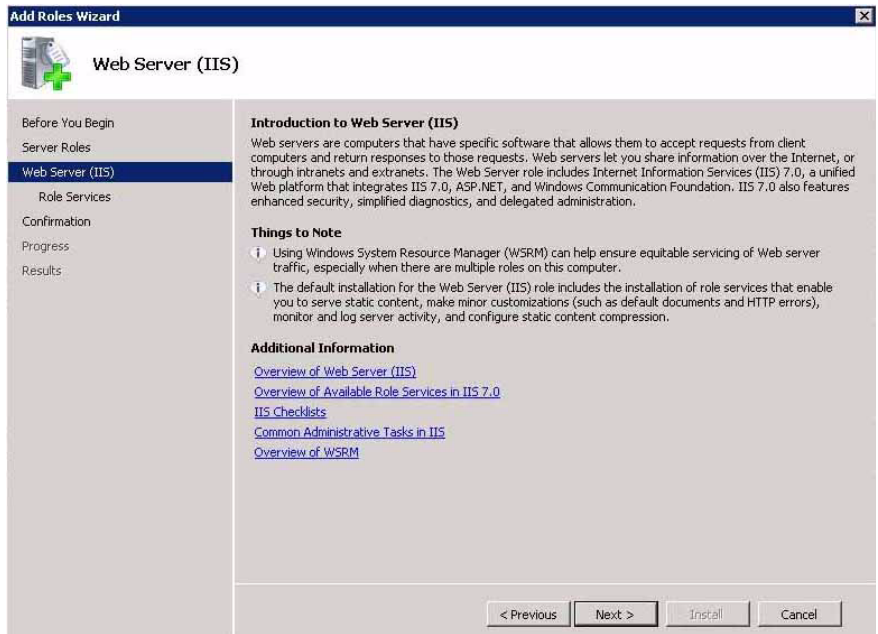 Add Roles Wizard
Web Server (IIS)
Before You Begin
Server Roles
Web Server (IIS)
Role Services
Confirmation
Progress
Results
Introduction to Web Server (IIS)
Web servers are computers that have specific software that allows them to accept requests from client
computers and return responses to those requests. Web servers let you share information over the Internet, or
through intranets and extranets. The Web Server role includes Internet Information Services (IIS) 7.0, a unified
Web platform that integrates IIS 7.0, ASP.NET, and Windows Communication Foundation. IIS 7.0 also features
enhanced security, simplified diagnostics, and delegated administration.
Things to Note
Using Windows System Resource Manager (WSRM) can help ensure equitable servicing of Web server
traffic, especially when there are multiple roles on this computer.
The default installation for the Web Server (IIS) role includes the installation of role services that enable
you to serve static content, make minor customizations (such as default documents and HTTP errors),
monitor and log server activity, and configure static content compression.
Additional Information
Overview of Web Server (IIS)
Overview of Available Role Services in IIS 7.0
IIS Checklists
Common Administrative Tasks in IIS
Overview of WSRM
< Previous
Next >
Install
Cancel